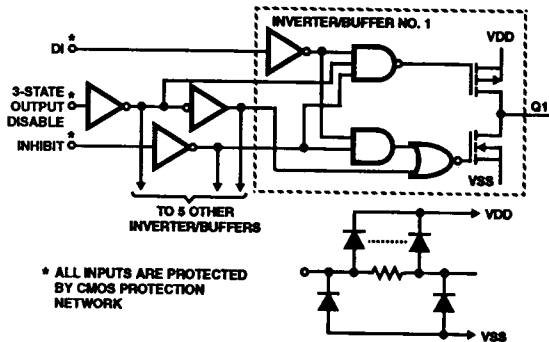 INVERTER/BUFFER NO. 1
DI *
VDD
3-STATE
OUTPUT *
DISABLE
Q1
INHIBIT *
VSS
TO 5 OTHER
INVERTER/BUFFERS
VDD
* ALL INPUTS ARE PROTECTED
BY CMOS PROTECTION
NETWORK
VSS